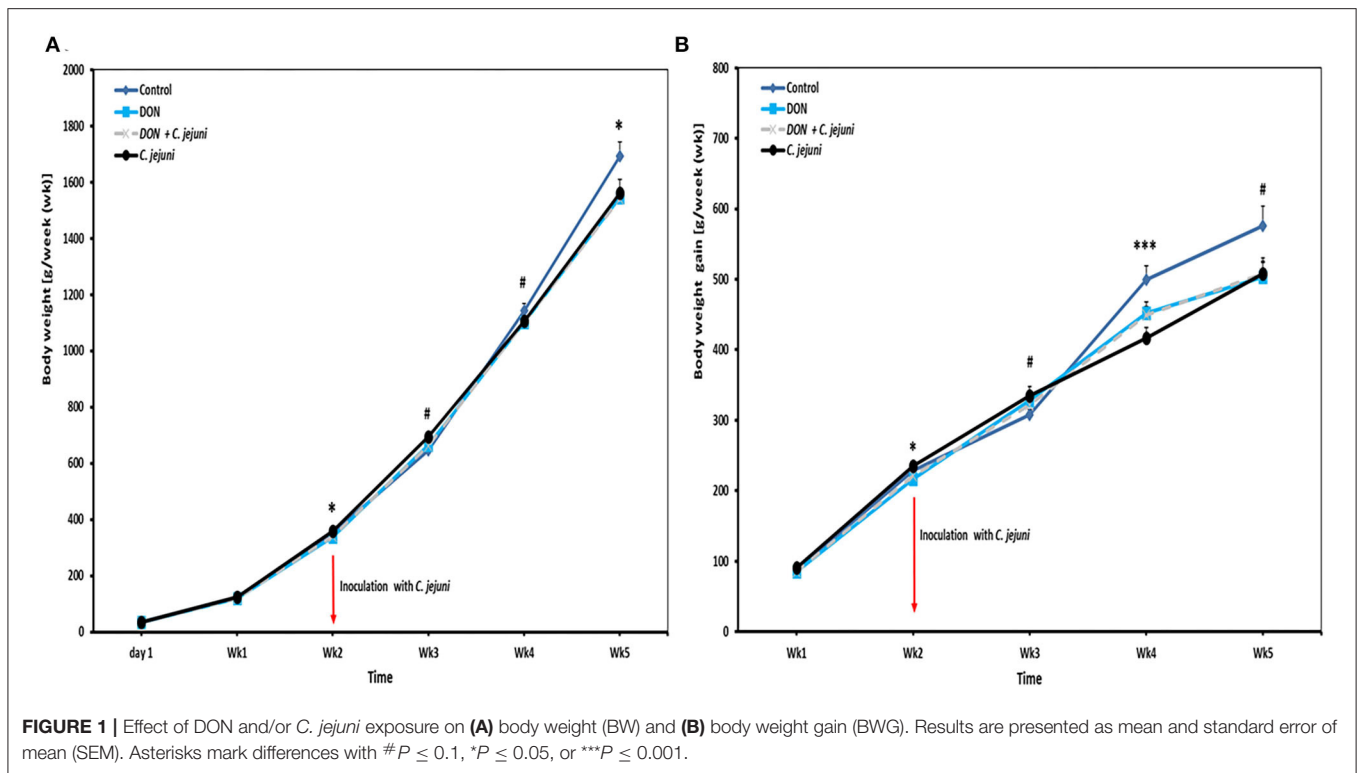 A
2000
1800
1600
1400
1200
1000
800
600
400
200
0
Body weight [g/week (wk)]
Control
DON
DON + C. jejuni
C. jejuni
*
#
#
*
Inoculation with C. jejuni
day 1 Wk1 Wk2 Wk3 Wk4 Wk5
Time
B
800
700
600
500
400
300
200
100
0
Body weight gain [g/week (wk)]
Control
DON
DON + C. jejuni
C. jejuni
#
***
#
*
Inoculation with C. jejuni
Wk1 Wk2 Wk3 Wk4 Wk5
Time
FIGURE 1 | Effect of DON and/or C. jejuni exposure on (A) body weight (BW) and (B) body weight gain (BWG). Results are presented as mean and standard error of
mean (SEM). Asterisks mark differences with #P ≤ 0.1, *P ≤ 0.05, or ***P ≤ 0.001.